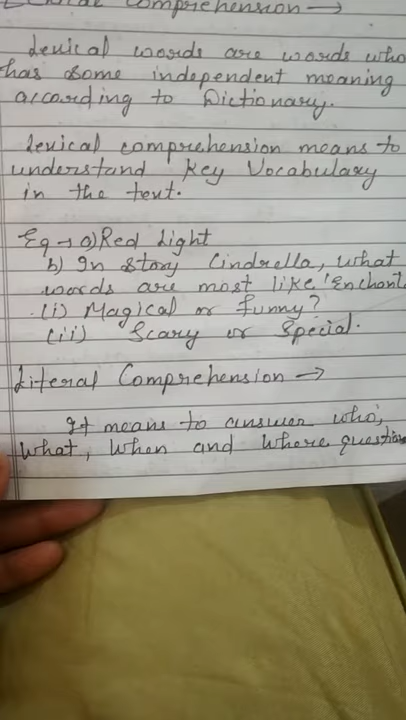 Comprehension →
Lexical words are words who
has some independent meaning
according to Dictionary.
Lexical comprehension means to
understand key Vocabulary
in the text.
Eg → a) Red Light
b) In story Cindrella, what
words are most like 'Enchant
(i) Magical or Funny?
(ii) Scary or Special.
Literal Comprehension →
It means to answer who,
what, when and where question